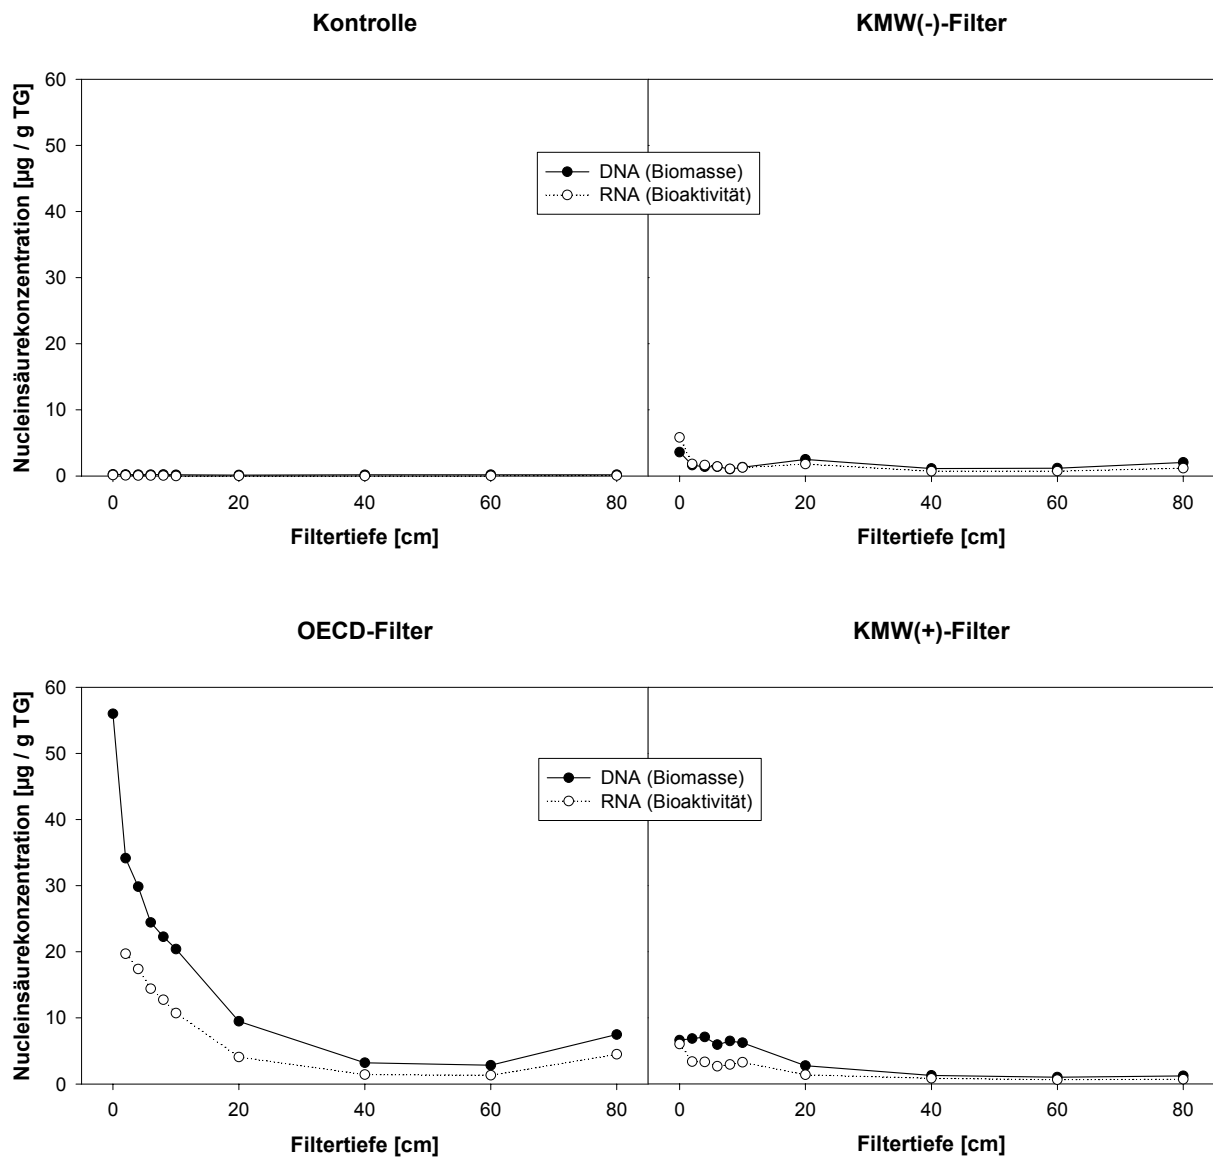 Kontrolle
KMW(-)-Filter
Nucleinsäurekonzentration [µg / g TG]
60
50
40
30
20
10
0
DNA (Biomasse)
RNA (Bioaktivität)
0 20 40 60 80
0 20 40 60 80
Filtertiefe [cm]
Filtertiefe [cm]
OECD-Filter
KMW(+)-Filter
Nucleinsäurekonzentration [µg / g TG]
60
50
40
30
20
10
0
DNA (Biomasse)
RNA (Bioaktivität)
0 20 40 60 80
0 20 40 60 80
Filtertiefe [cm]
Filtertiefe [cm]